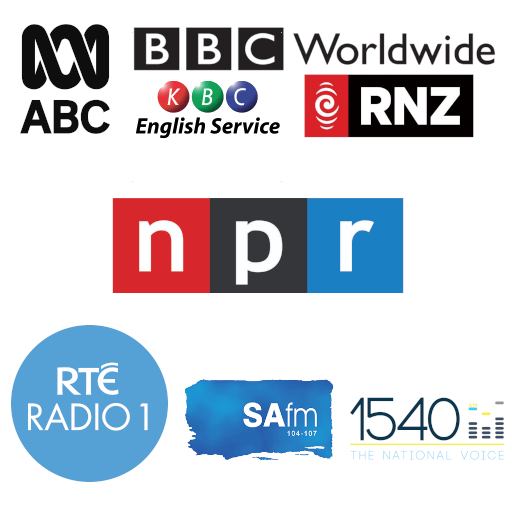 ABC
BBC Worldwide
KBC
English Service
RNZ
npr
RTÉ
RADIO 1
SAfm
104-107
1540
THE NATIONAL VOICE